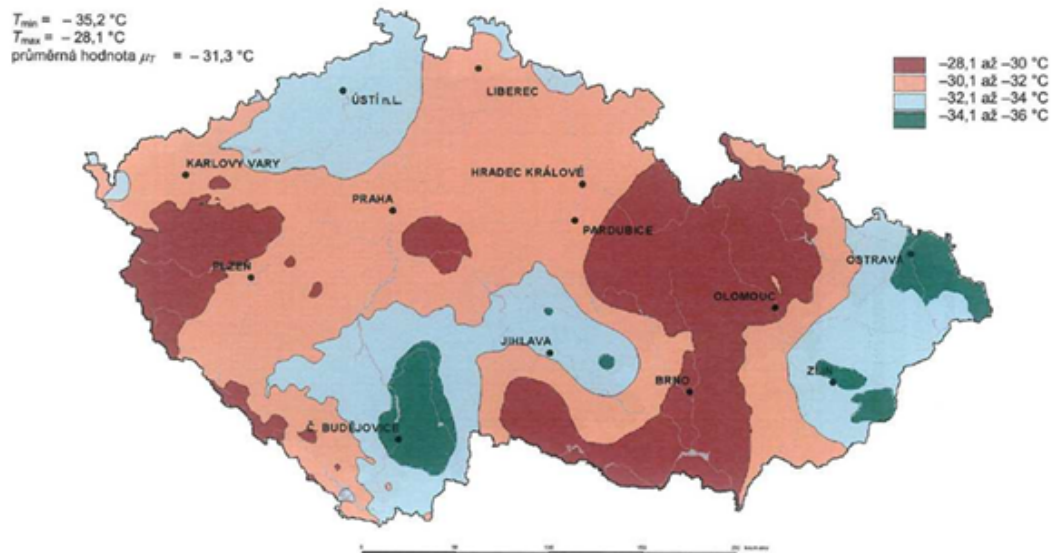 Tmin = – 35,2 °C
Tmax = – 28,1 °C
průměrná hodnota μT = – 31,3 °C
–28,1 až –30 °C
–30,1 až –32 °C
–32,1 až –34 °C
–34,1 až –36 °C
ÚSTÍ n.L.
LIBEREC
KARLOVY VARY
HRADEC KRÁLOVÉ
PRAHA
PARDUBICE
PLZEŇ
OSTRAVA
OLOMOUC
JIHLAVA
ZLÍN
BRNO
Č. BUDĚJOVICE